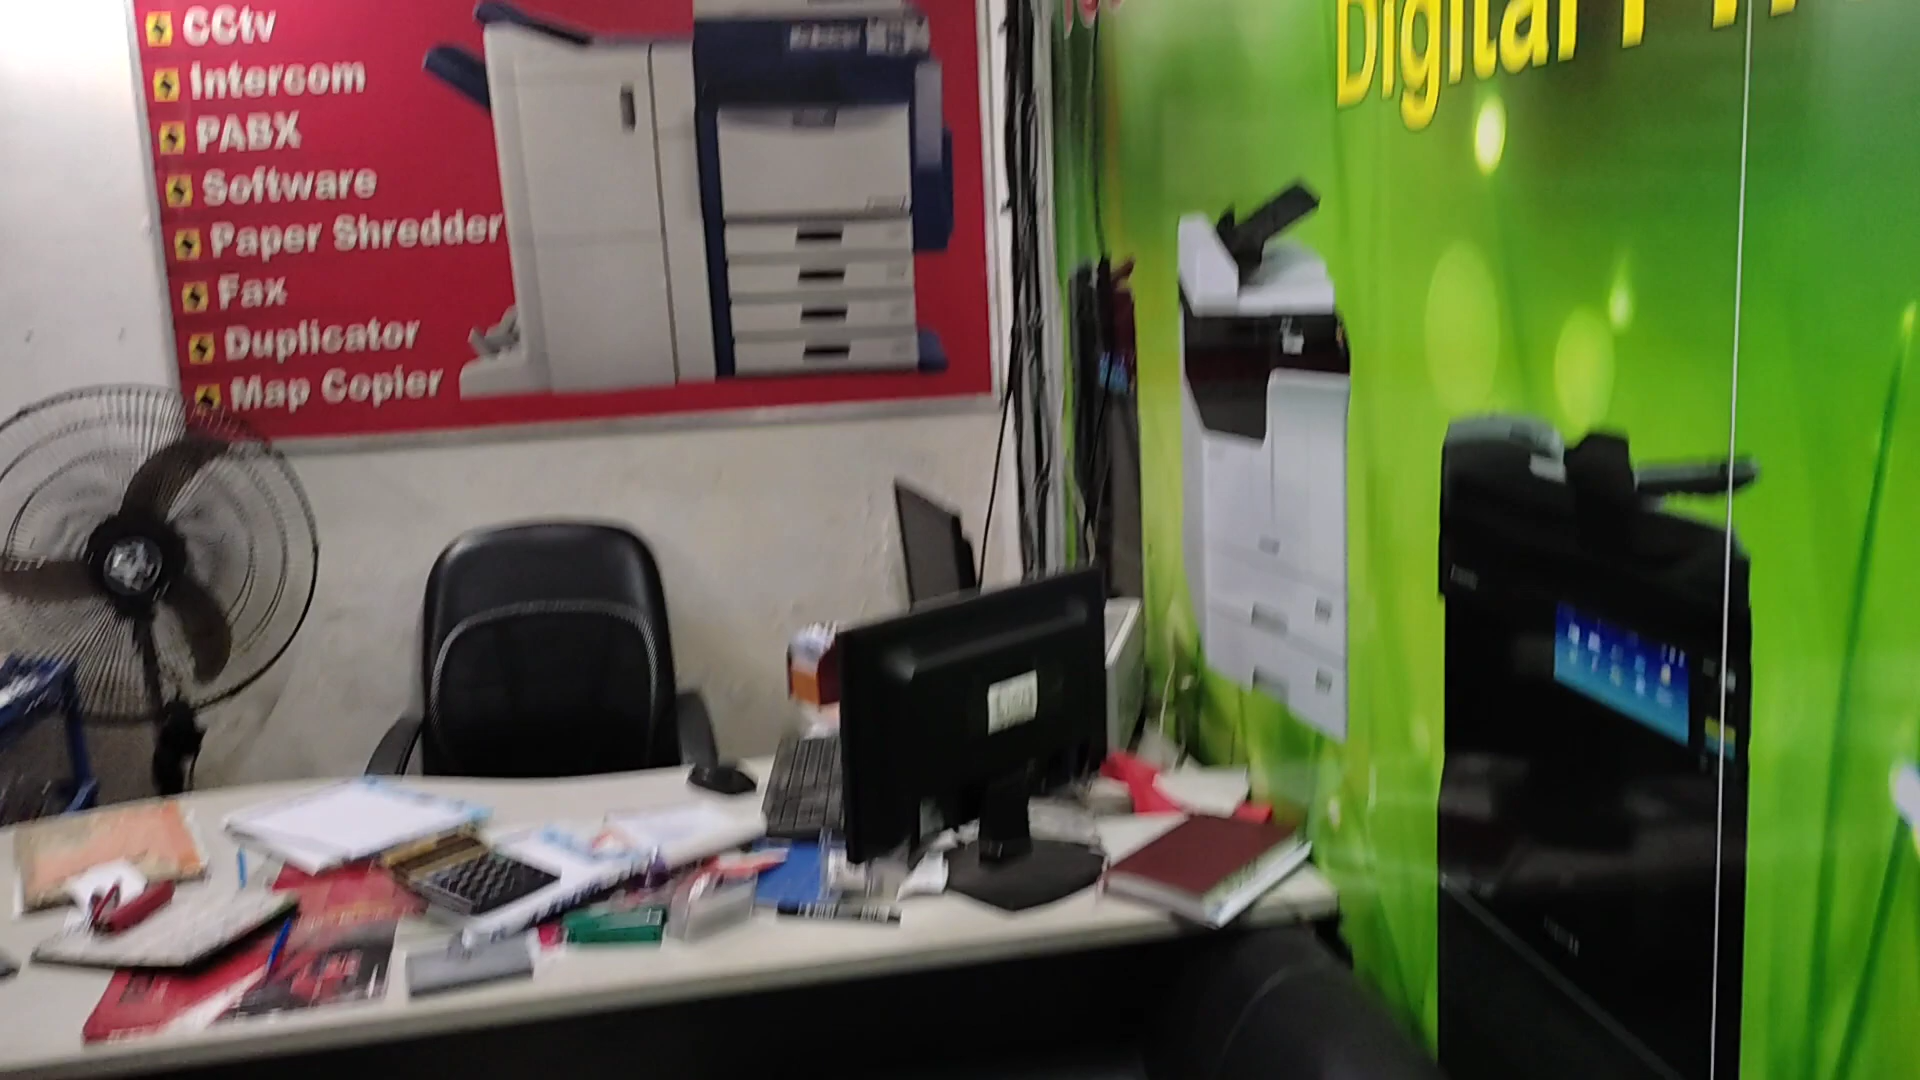 CCtv
Intercom
PABX
Software
Paper Shredder
Fax
Duplicator
Map Copier
Digital